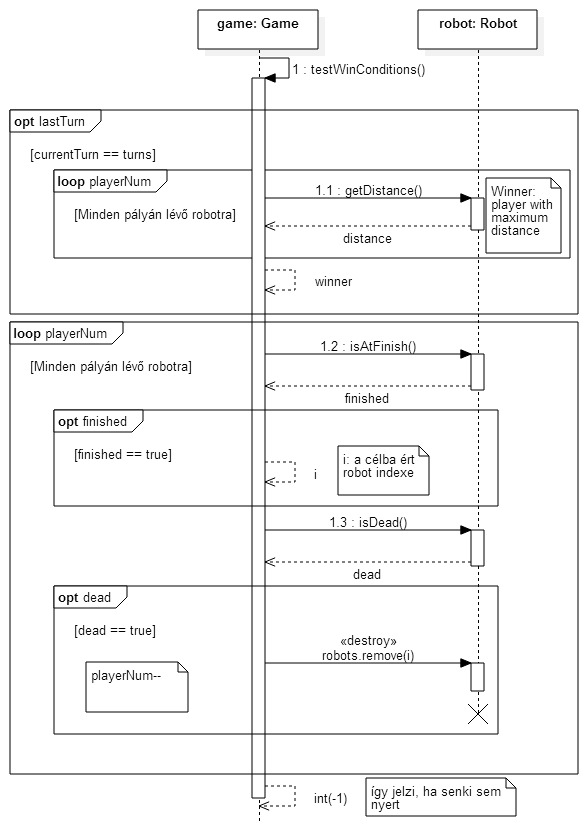 game: Game
robot: Robot
1 : testWinConditions()
opt lastTurn
[currentTurn == turns]
loop playerNum
[Minden pályán lévő robotra]
1.1 : getDistance()
Winner:
player with
maximum
distance
distance
winner
loop playerNum
[Minden pályán lévő robotra]
1.2 : isAtFinish()
finished
opt finished
[finished == true]
i
i: a célba ért
robot indexe
1.3 : isDead()
dead
opt dead
[dead == true]
«destroy»
robots.remove(i)
playerNum--
int(-1)
így jelzi, ha senki sem
nyert